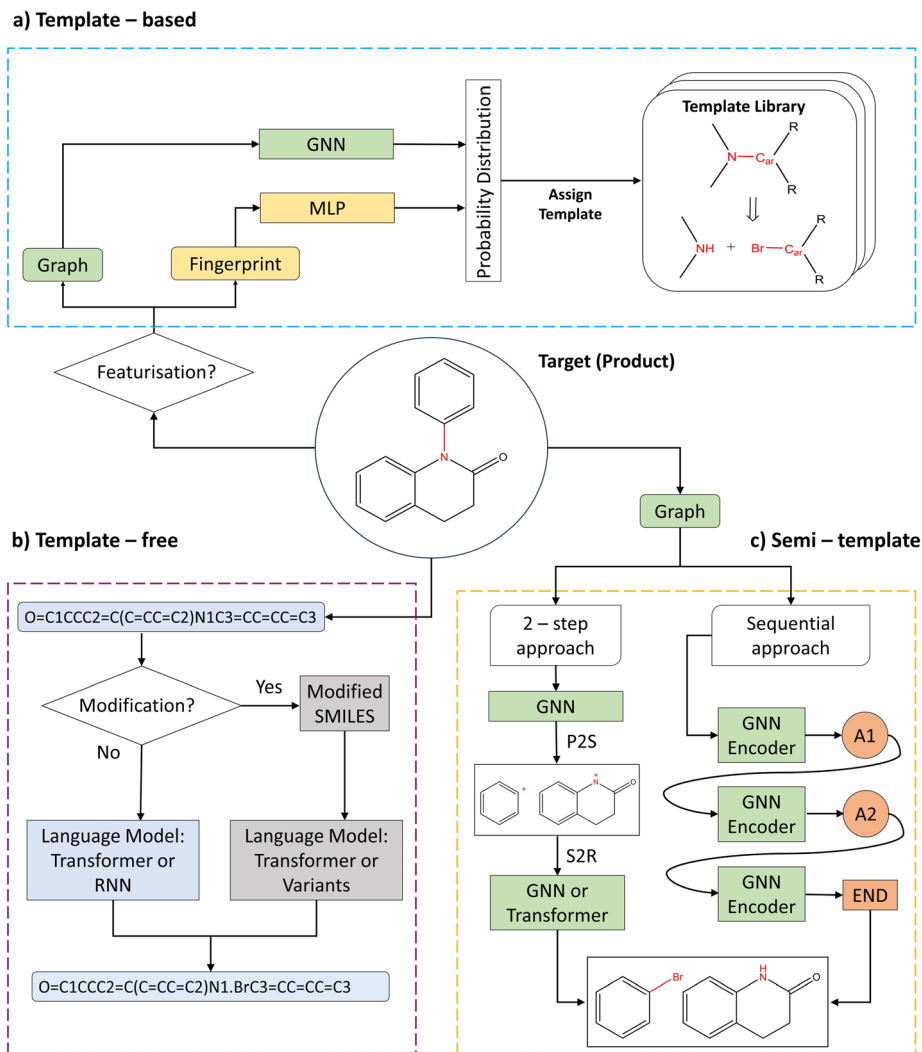 a) Template – based
GNN
MLP
Graph
Fingerprint
Probability Distribution
Assign
Template
Template Library
N
Car
R
R
NH
+
Br
Car
R
R
Featurisation?
Target (Product)
N
O
Graph
b) Template – free
O=C1CCC2=C(C=CC=C2)N1C3=CC=CC=C3
Modification?
Yes
No
Modified
SMILES
Language Model:
Transformer or
RNN
Language Model:
Transformer or
Variants
O=C1CCC2=C(C=CC=C2)N1.BrC3=CC=CC=C3
c) Semi – template
2 – step
approach
Sequential
approach
GNN
P2S
*
*
N
O
S2R
GNN or
Transformer
GNN
Encoder
A1
GNN
Encoder
A2
GNN
Encoder
END
Br
H
N
O